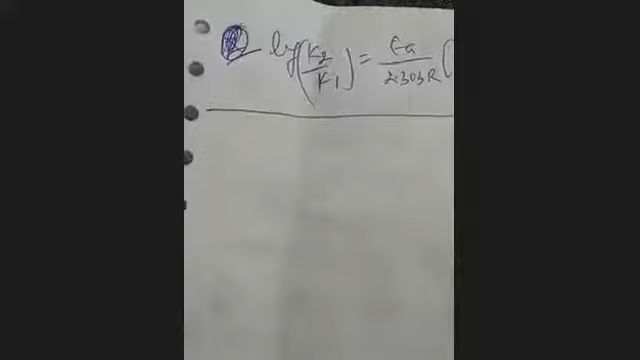 log(K2/K1) = Ea/2.303R (